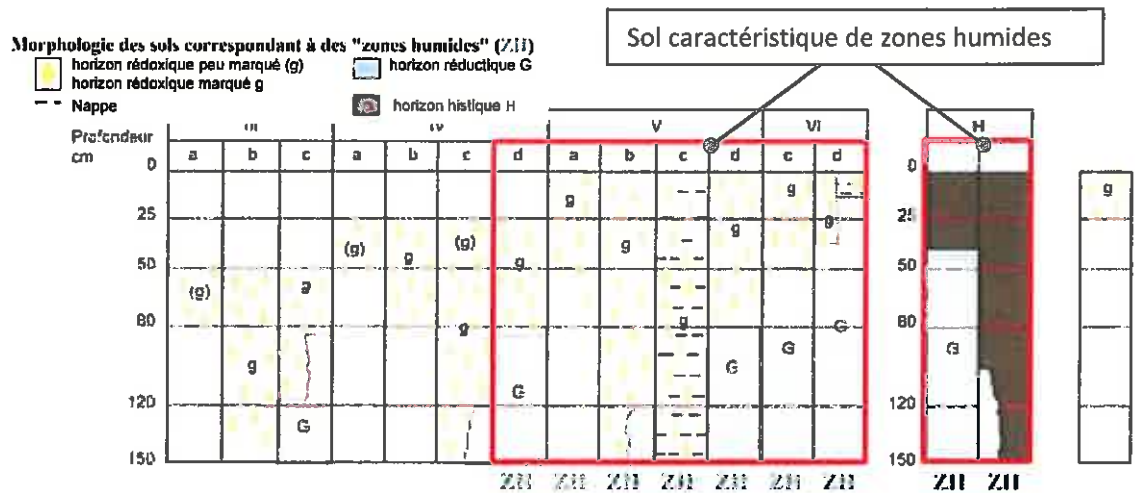 Sol caractéristique de zones humides
Morphologie des sols correspondant à des "zones humides" (ZH)
horizon rédoxique peu marqué (g)
horizon réductique G
horizon rédoxique marqué g
Nappe
horizon histique H
Profondeur
cm
III IV V VI H
a b c a b c d a b c d c d
0 0
g g g
25 25
g g
(g) g (g) g g
50 50
(g) g
80 g g G 80
g G G G
120 G 120
G
150 150
ZH ZH ZH ZH ZH ZH ZH ZH ZH